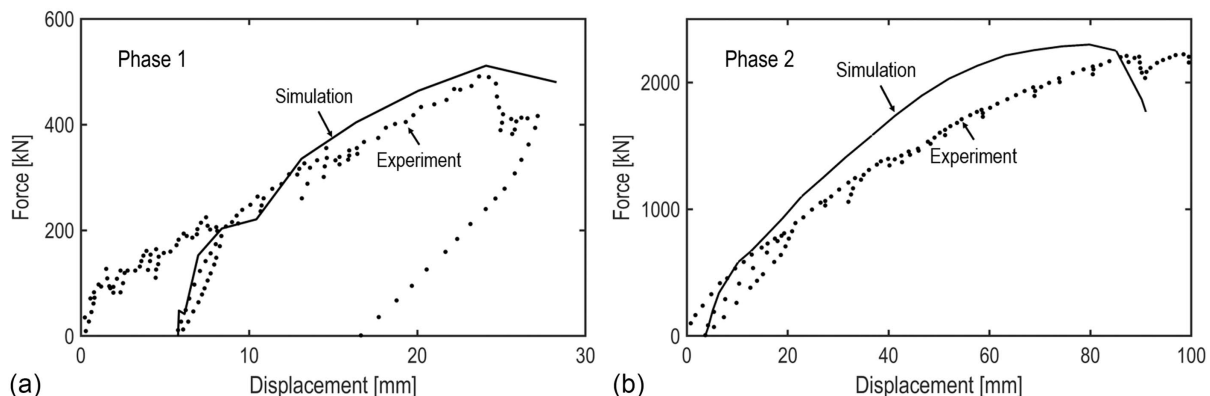 600
400
200
0
Force [kN]
Phase 1
Simulation
Experiment
0 10 20 30
Displacement [mm]
(a)
2000
1000
0
Force [kN]
Phase 2
Simulation
Experiment
0 20 40 60 80 100
Displacement [mm]
(b)